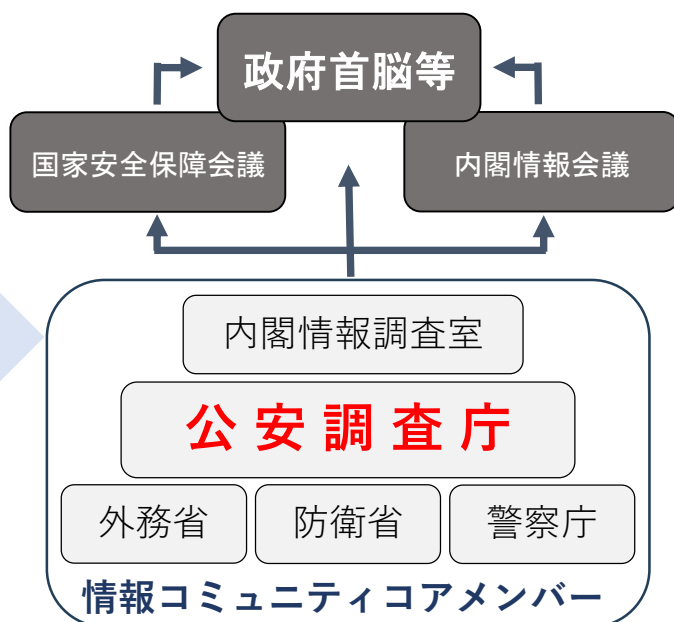 政府首脳等
国家安全保障会議
内閣情報会議
内閣情報調査室
公安調査庁
外務省
防衛省
警察庁
情報コミュニティコアメンバー